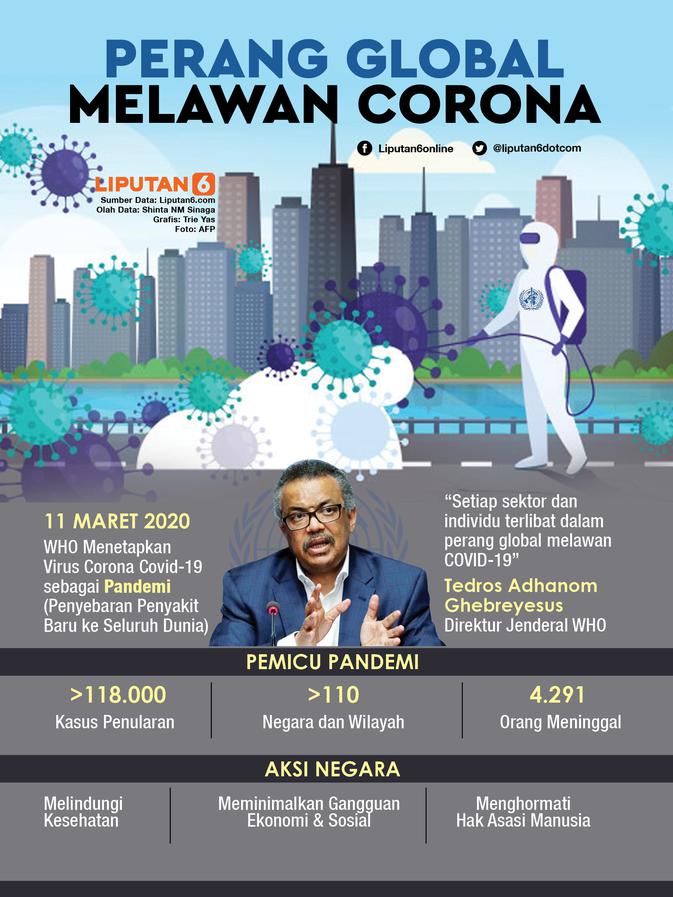 PERANG GLOBAL
MELAWAN CORONA
Liputan6online
@liputan6dotcom
LIPUTAN 6
Sumber Data: Liputan6.com
Olah Data: Shinta NM Sinaga
Grafis: Trie Yas
Foto: AFP
11 MARET 2020
WHO Menetapkan
Virus Corona Covid-19
sebagai Pandemi
(Penyebaran Penyakit
Baru ke Seluruh Dunia)
“Setiap sektor dan
individu terlibat dalam
perang global melawan
COVID-19”
Tedros Adhanom
Ghebreyesus
Direktur Jenderal WHO
PEMICU PANDEMI
>118.000
Kasus Penularan
>110
Negara dan Wilayah
4.291
Orang Meninggal
AKSI NEGARA
Melindungi
Kesehatan
Meminimalkan Gangguan
Ekonomi & Sosial
Menghormati
Hak Asasi Manusia